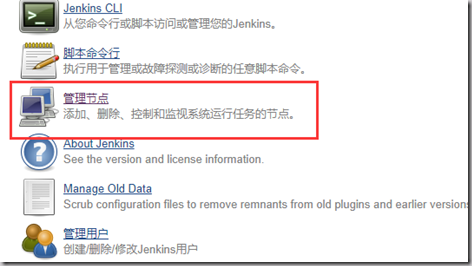 Jenkins CLI
从您命令行或脚本访问或管理您的Jenkins。
脚本命令行
执行用于管理或故障探测或诊断的任意脚本命令。
管理节点
添加、删除、控制和监视系统运行任务的节点。
About Jenkins
See the version and license information.
Manage Old Data
Scrub configuration files to remove remnants from old plugins and earlier versions
管理用户
创建/删除/修改Jenkins用户